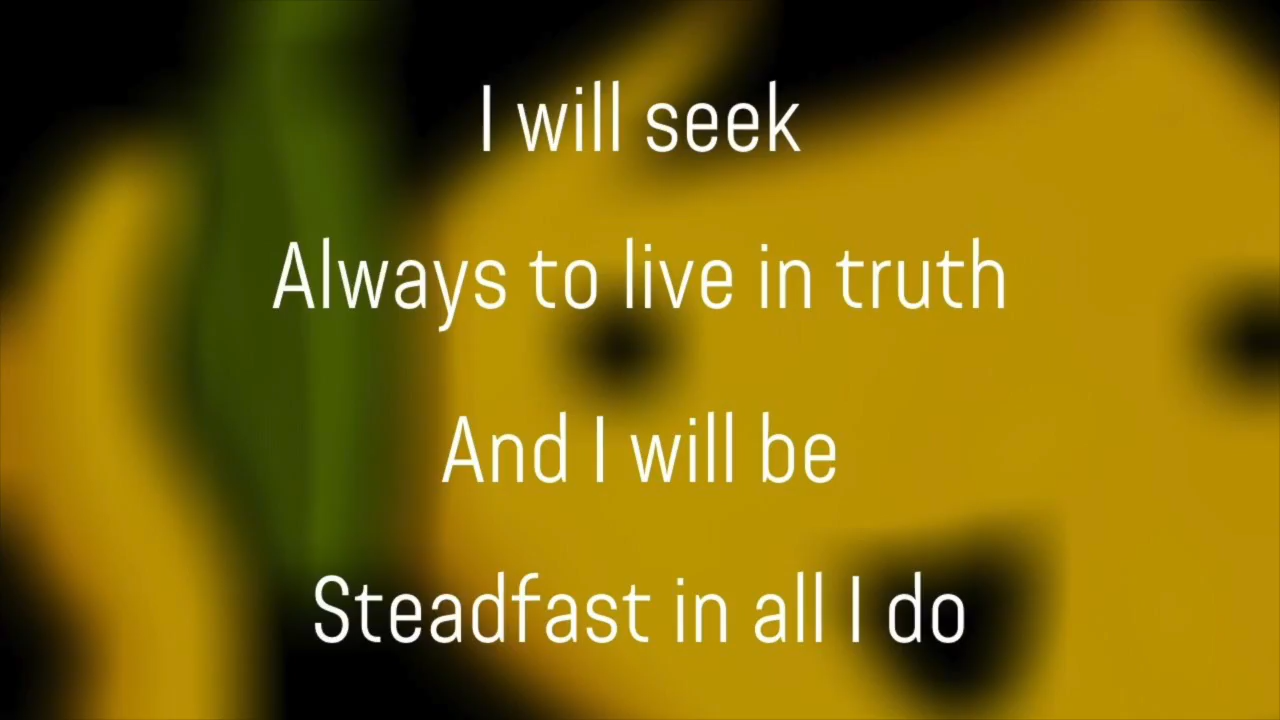 I will seek
Always to live in truth
And I will be
Steadfast in all I do